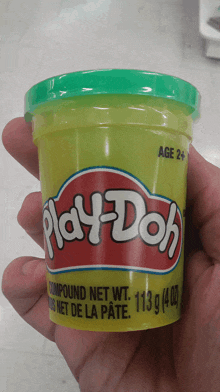 AGE 2+
Play-Doh
COMPOUND NET WT. 113 g (4 OZ)
NET DE LA PÂTE.